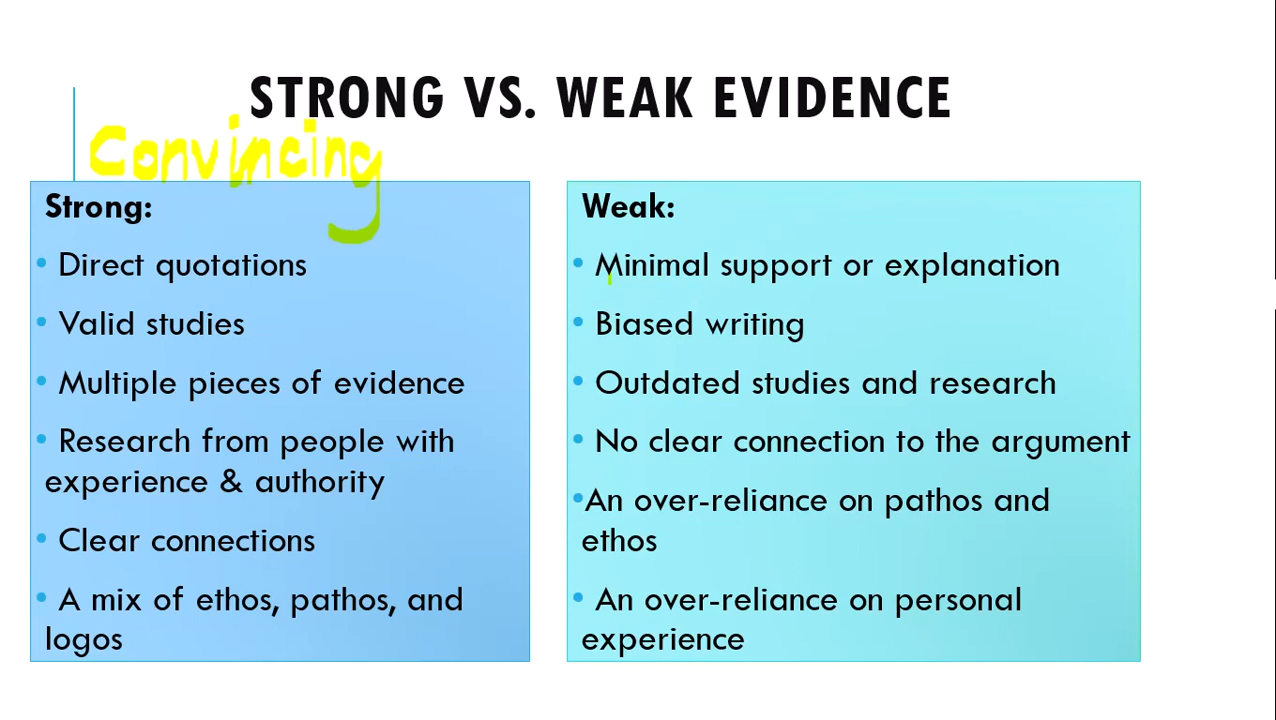 STRONG VS. WEAK EVIDENCE
Convincing
Strong:
• Direct quotations
• Valid studies
• Multiple pieces of evidence
• Research from people with
experience & authority
• Clear connections
• A mix of ethos, pathos, and
logos
Weak:
• Minimal support or explanation
• Biased writing
• Outdated studies and research
• No clear connection to the argument
•An over-reliance on pathos and
ethos
• An over-reliance on personal
experience